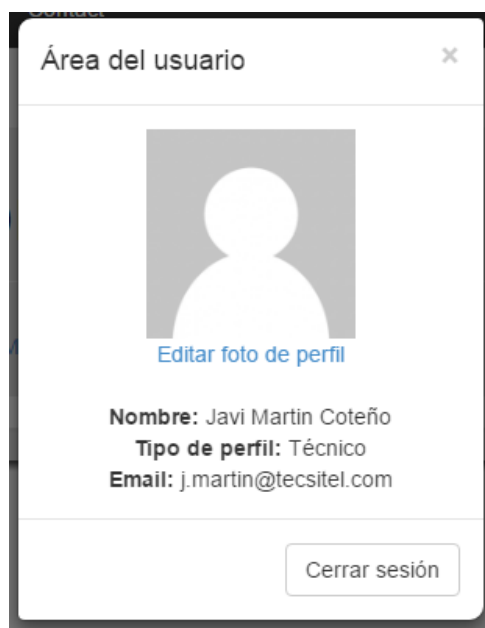 Contact
Área del usuario
×
Editar foto de perfil
Nombre: Javi Martin Coteño
Tipo de perfil: Técnico
Email: j.martin@tecsitel.com
Cerrar sesión